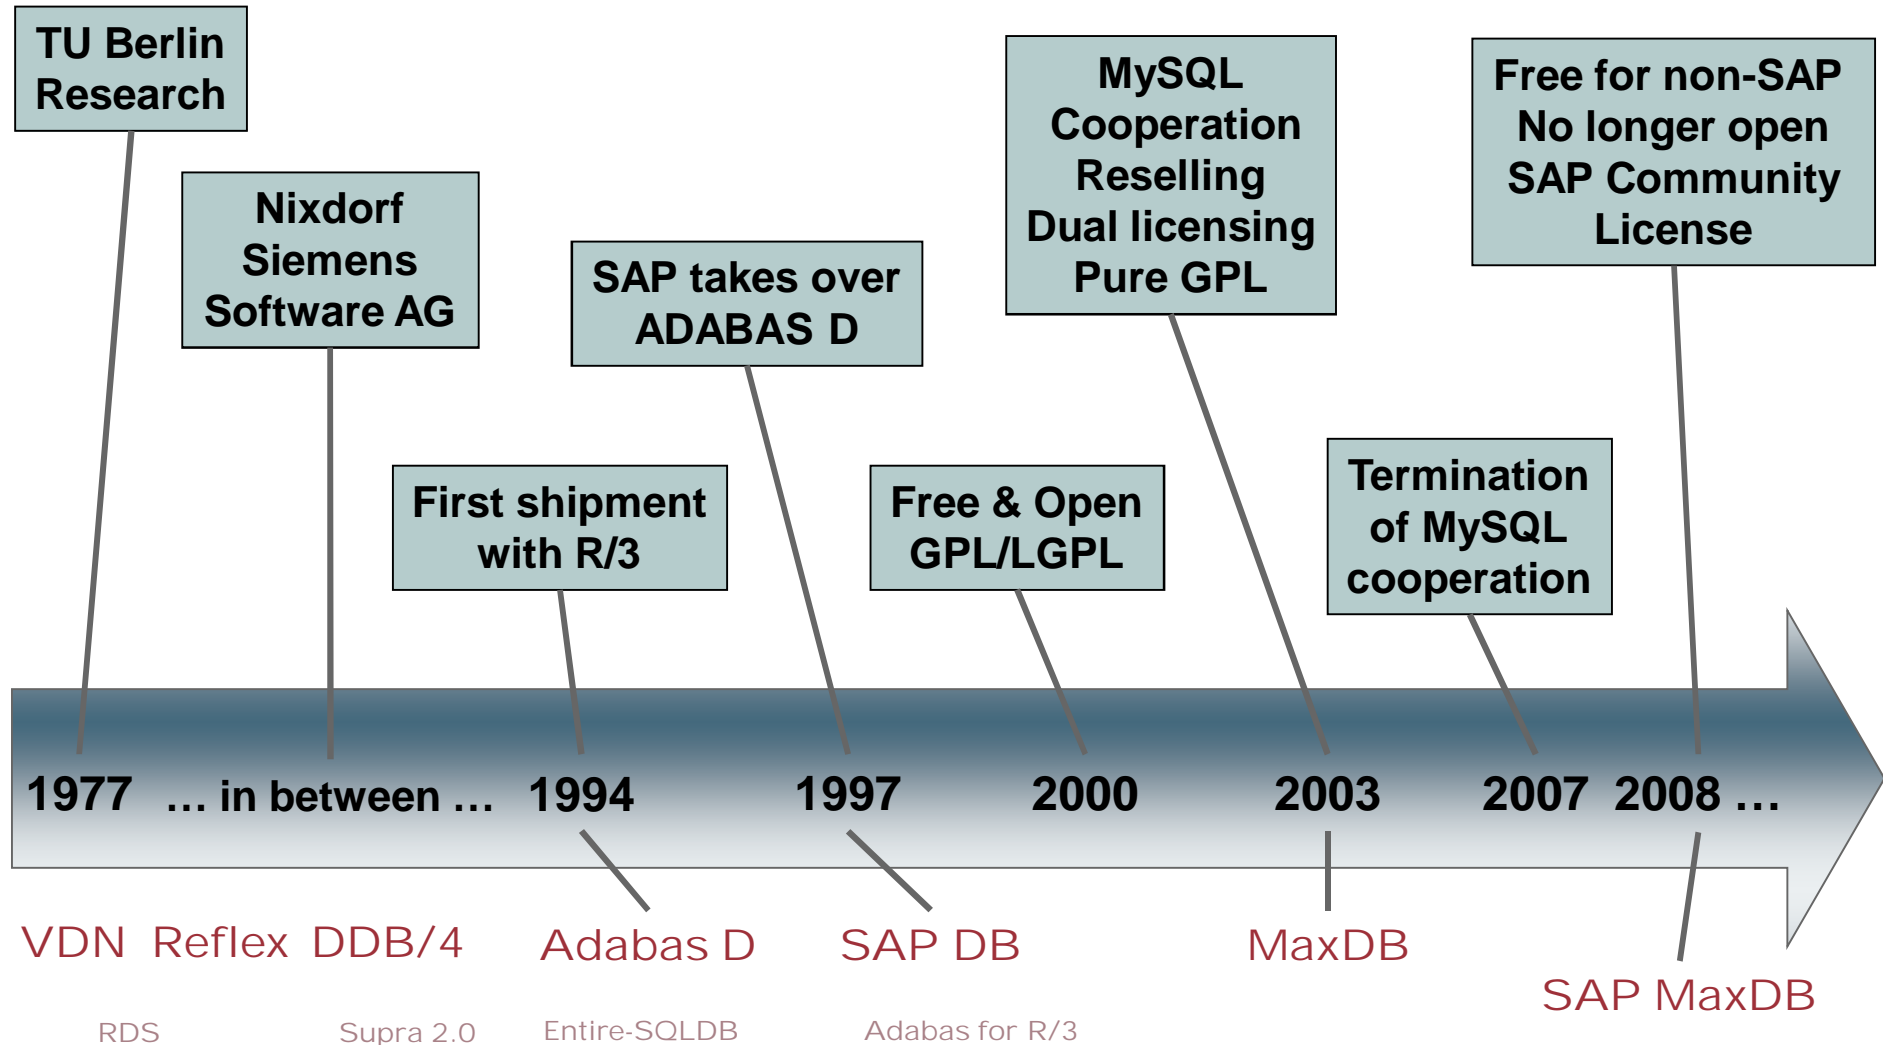 TU Berlin
Research
Nixdorf
Siemens
Software AG
First shipment
with R/3
SAP takes over
ADABAS D
Free & Open
GPL/LGPL
MySQL
Cooperation
Reselling
Dual licensing
Pure GPL
Termination
of MySQL
cooperation
Free for non-SAP
No longer open
SAP Community
License
1977 ... in between ... 1994 1997 2000 2003 2007 2008 ...
VDN Reflex DDB/4 Adabas D SAP DB MaxDB
SAP MaxDB
RDS Supra 2.0 Entire-SQLDB Adabas for R/3